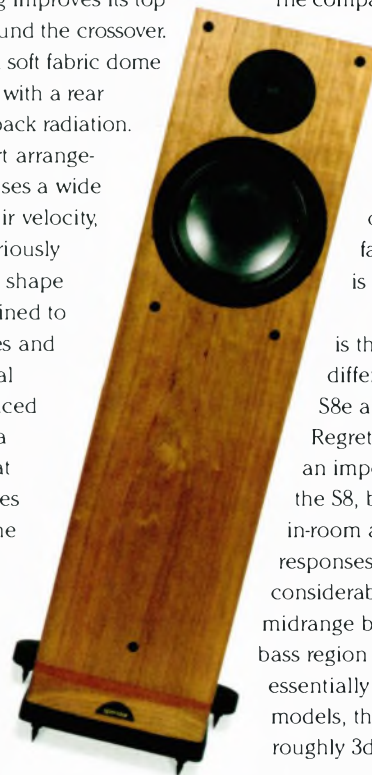 g improves its top
und the crossover.
soft fabric dome
with a rear
back radiation.
rt arrange-
ses a wide
ir velocity,
riously
shape
ined to
es and
al
ced
a
at
es
ne
The compa
fa
is
is th
differ
S8e a
Regret
an impo
the S8, b
in-room a
responses
considerab
midrange b
bass region
essentially
models, th
roughly 3d